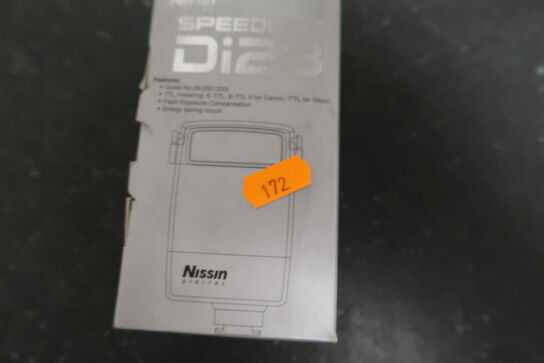 SPEEDLITE
Di28
Features
• Guide No.28 (ISO 100)
• TTL metering: E-TTL, E-TTL II for Canon, iTTL for Nikon
• Flash Exposure Compensation
• Energy saving circuit
172
Nissin
DIGITAL